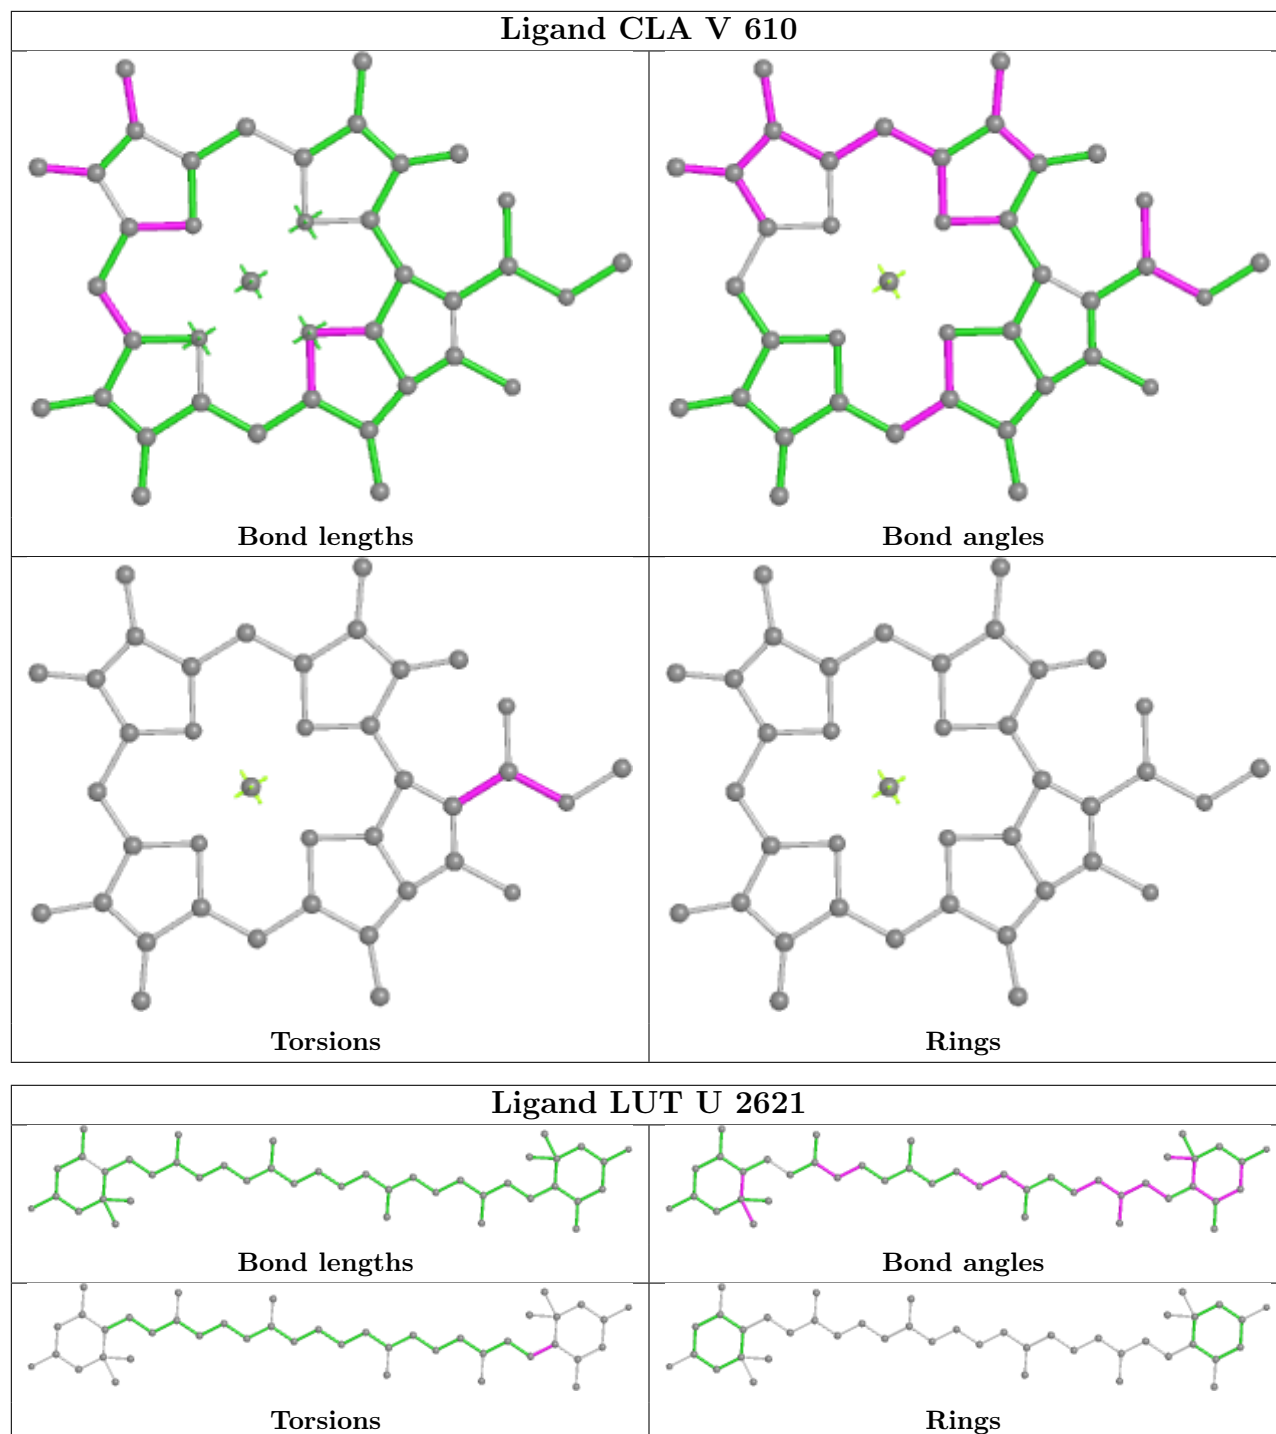 Ligand CLA V 610
Bond lengths
Bond angles
Torsions
Rings
Ligand LUT U 2621
Bond lengths
Bond angles
Torsions
Rings